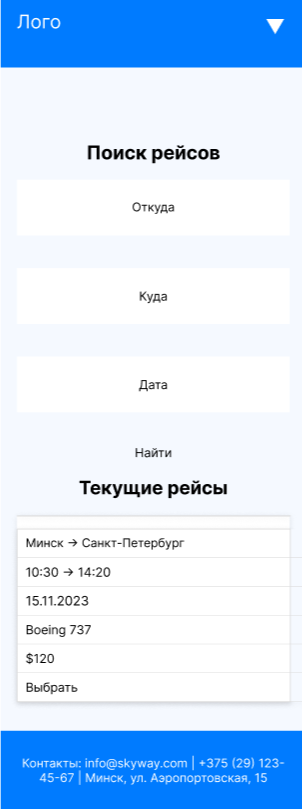 Лого
Поиск рейсов
Откуда
Куда
Дата
Найти
Текущие рейсы
Минск → Санкт-Петербург
10:30 → 14:20
15.11.2023
Boeing 737
$120
Выбрать
Контакты: info@skyway.com | +375 (29) 123-
45-67 | Минск, ул. Аэропортовская, 15